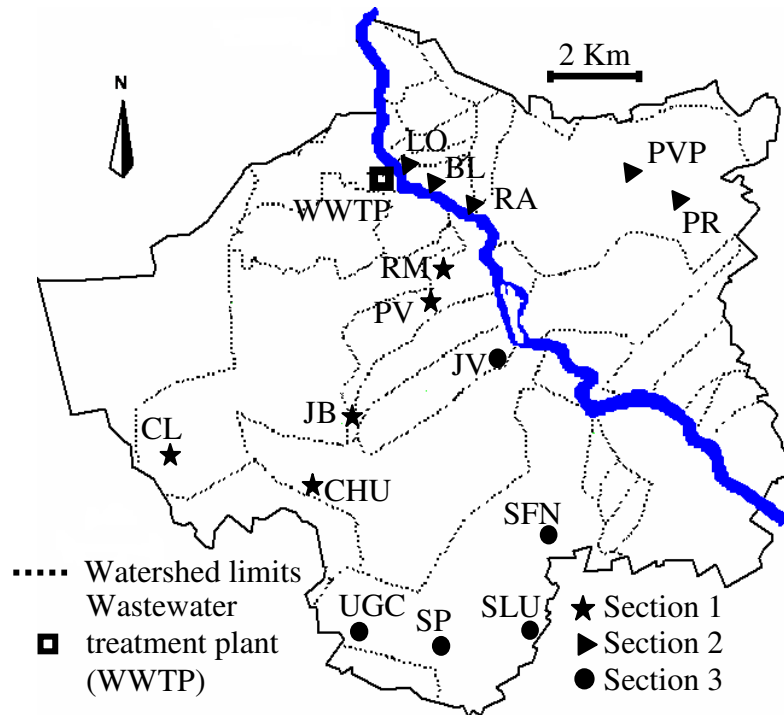 2 Km
N
LO
BL
PVP
WWTP
RA
PR
RM
PV
JV
JB
CL
CHU
SFN
Watershed limits
Wastewater
treatment plant
(WWTP)
UGC
SP
SLU
Section 1
Section 2
Section 3